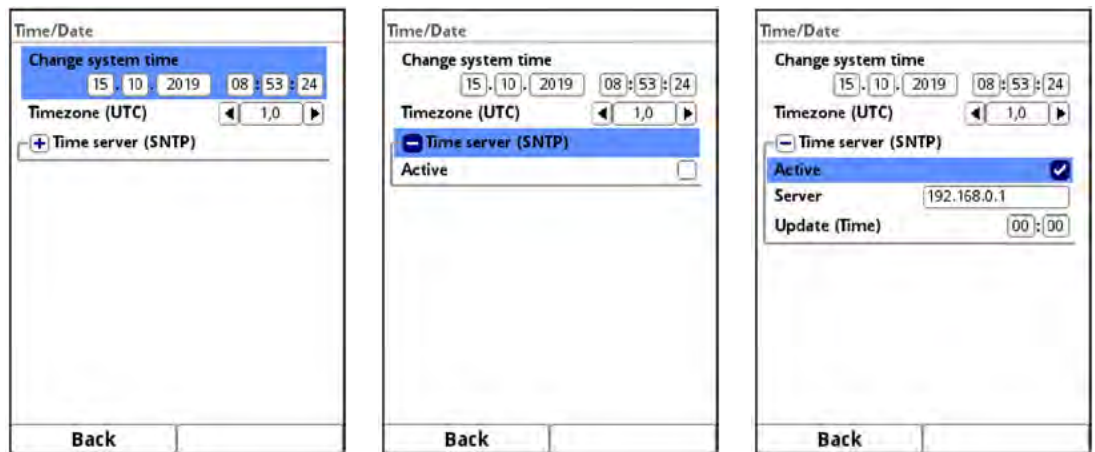 Time/Date
Change system time
15 . 10 . 2019 08 : 53 : 24
Timezone (UTC) 1,0
Time server (SNTP)
Back
Time/Date
Change system time
15 . 10 . 2019 08 : 53 : 24
Timezone (UTC) 1,0
Time server (SNTP)
Active
Back
Time/Date
Change system time
15 . 10 . 2019 08 : 53 : 24
Timezone (UTC) 1,0
Time server (SNTP)
Active
Server 192.168.0.1
Update (Time) 00 : 00
Back